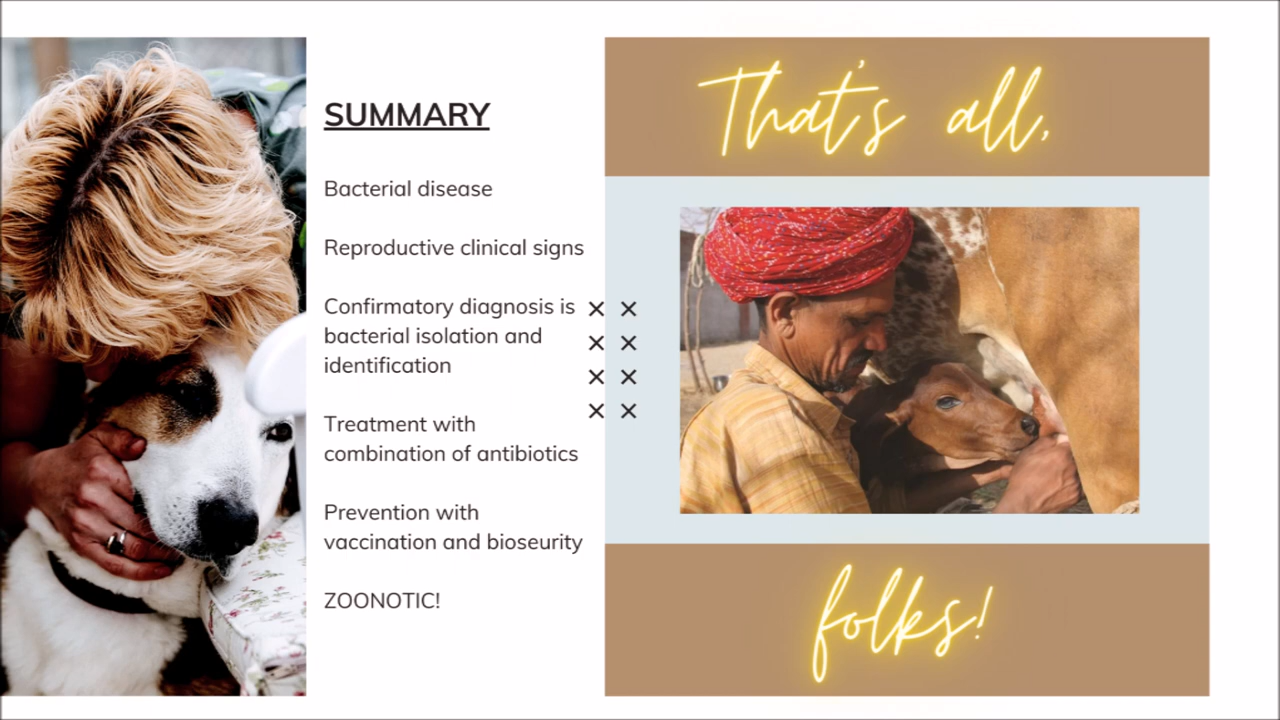 SUMMARY
Bacterial disease
Reproductive clinical signs
Confirmatory diagnosis is
bacterial isolation and
identification
Treatment with
combination of antibiotics
Prevention with
vaccination and bioseurity
ZOONOTIC!
That's all,
folks!